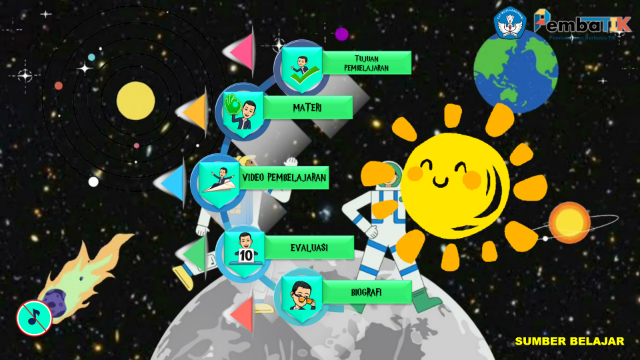 PembaTIK
TUJUAN
PEMBELAJARAN
MATERI
VIDEO PEMBELAJARAN
EVALUASI
10
BIOGRAFI
SUMBER BELAJAR